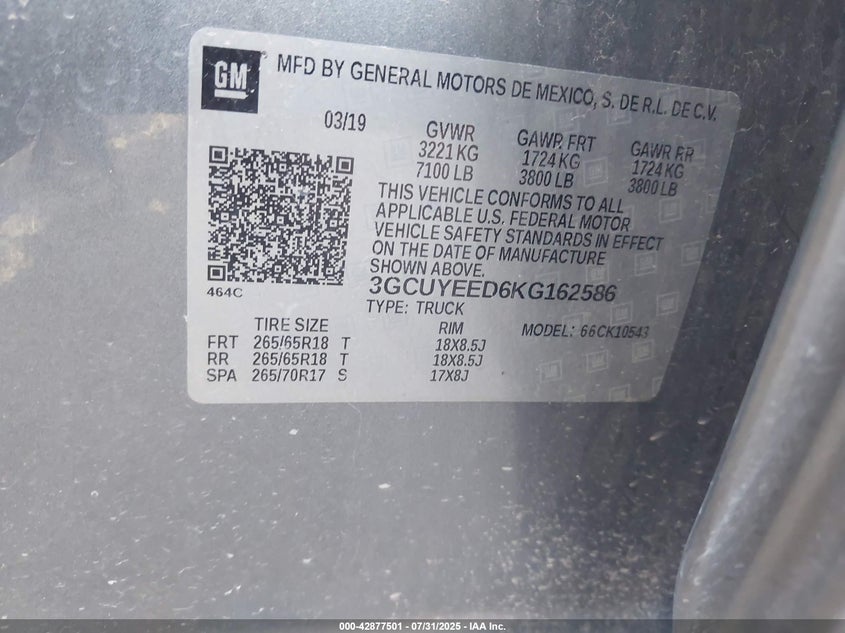 GM
MFD BY GENERAL MOTORS DE MEXICO, S. DE R.L. DE C.V.
03/19 GVWR GAWR FRT GAWR RR
3221 KG 1724 KG 1724 KG
7100 LB 3800 LB 3800 LB
THIS VEHICLE CONFORMS TO ALL
APPLICABLE U.S. FEDERAL MOTOR
VEHICLE SAFETY STANDARDS IN EFFECT
ON THE DATE OF MANUFACTURE
SHOWN ABOVE.
464C
3GCUYEED6KG162586
TYPE: TRUCK
TIRE SIZE RIM MODEL: 66CK10543
FRT 265/65R18 T 18X8.5J
RR 265/65R18 T 18X8.5J
SPA 265/70R17 S 17X8J
000-42877501 - 07/31/2025 - IAA Inc.